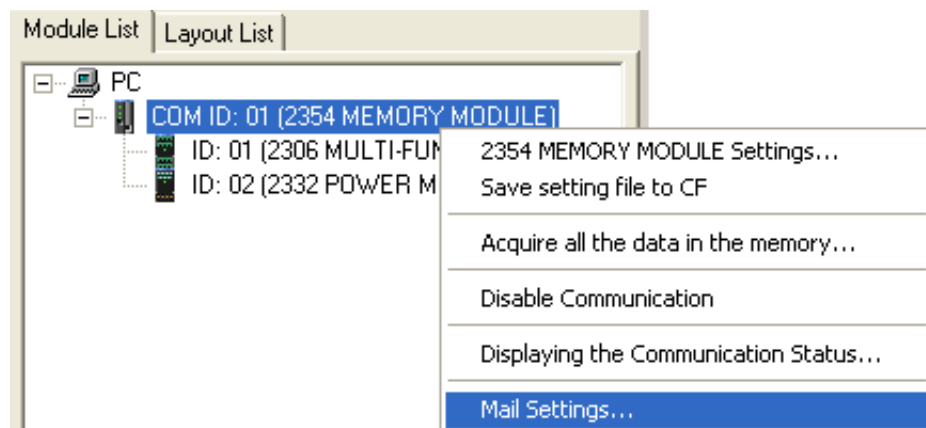 Module List
Layout List
PC
COM ID: 01 (2354 MEMORY MODULE)
ID: 01 (2306 MULTI-FUN
ID: 02 (2332 POWER M
2354 MEMORY MODULE Settings...
Save setting file to CF
Acquire all the data in the memory...
Disable Communication
Displaying the Communication Status...
Mail Settings...